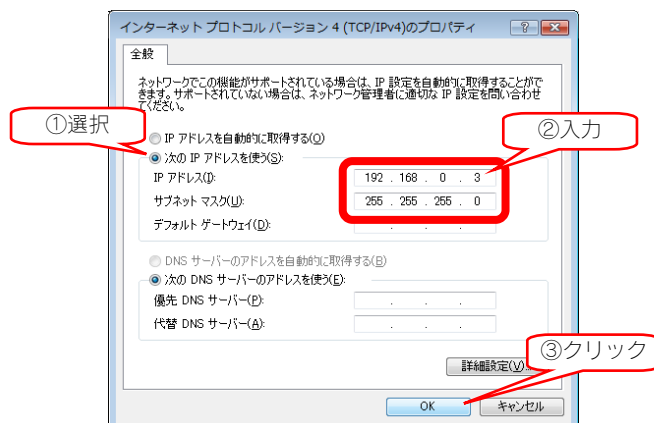 インターネット プロトコル バージョン 4 (TCP/IPv4)のプロパティ
全般
ネットワークでこの機能がサポートされている場合は、IP 設定を自動的に取得することがで
きます。サポートされていない場合は、ネットワーク管理者に適切な IP 設定を問い合わせ
てください。
①選択
②入力
IP アドレスを自動的に取得する(O)
次の IP アドレスを使う(S):
IP アドレス(I):
192 . 168 . 0 . 3
サブネット マスク(U):
255 . 255 . 255 . 0
デフォルト ゲートウェイ(D):
. . .
DNS サーバーのアドレスを自動的に取得する(B)
次の DNS サーバーのアドレスを使う(E):
優先 DNS サーバー(P):
. . .
代替 DNS サーバー(A):
. . .
③クリック
詳細設定(V)...
OK
キャンセル